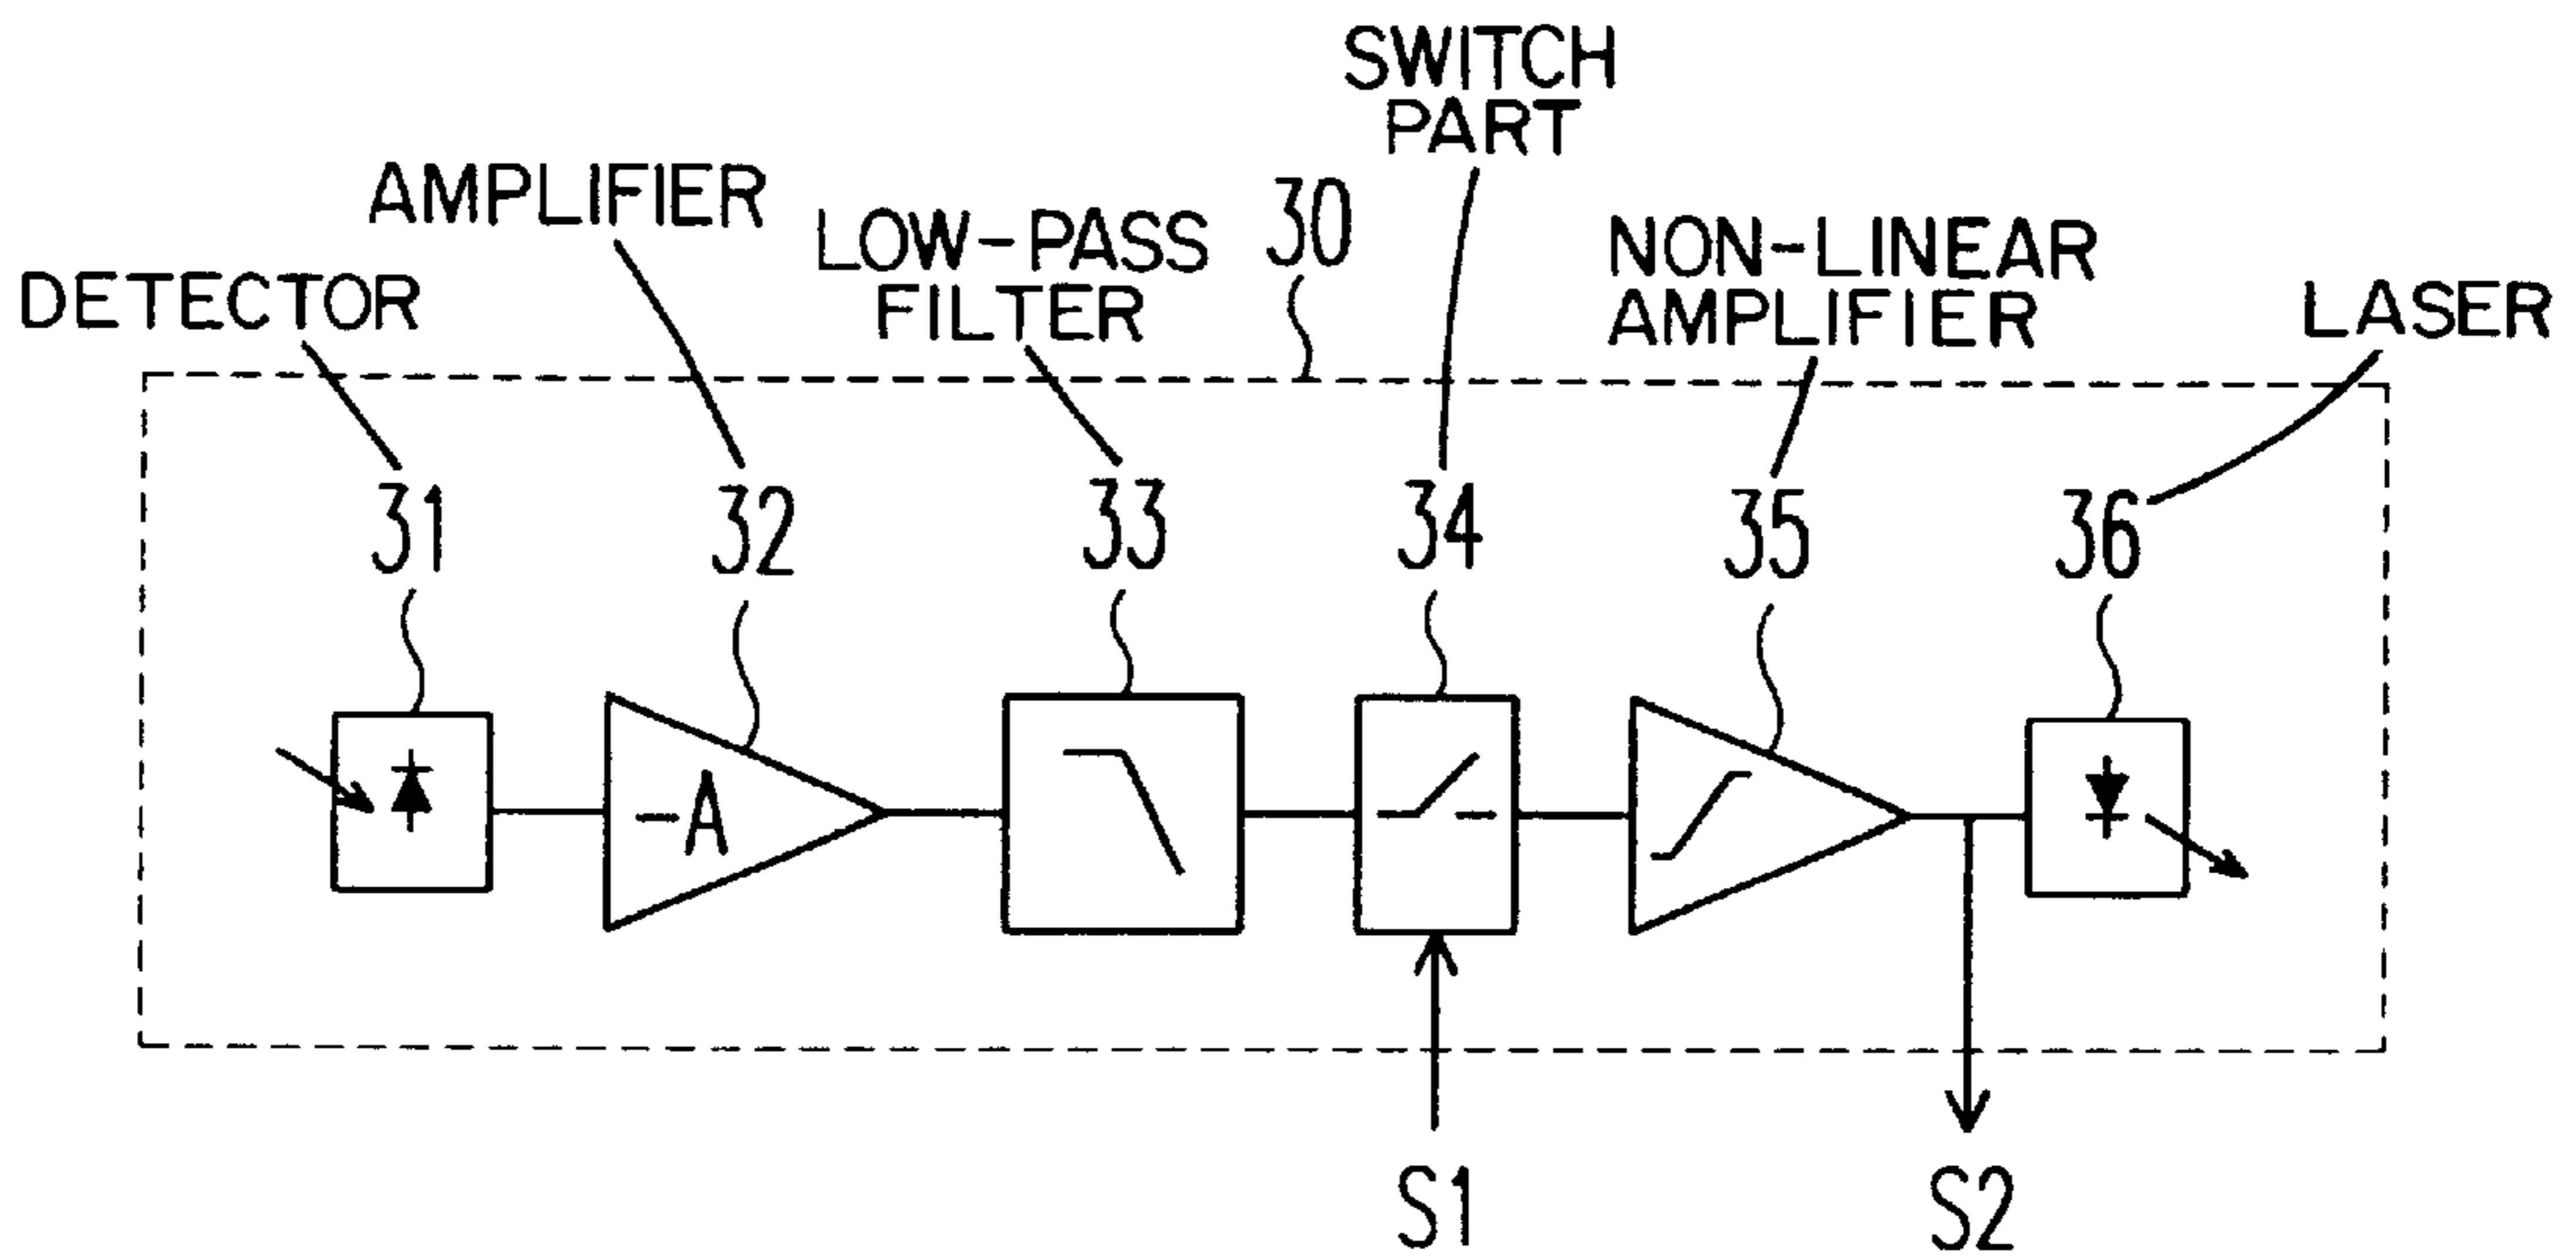 SWITCH
PART
AMPLIFIER
LOW-PASS
FILTER
30
NON-LINEAR
AMPLIFIER
DETECTOR
LASER
31
32
33
34
35
36
-A
S1
S2